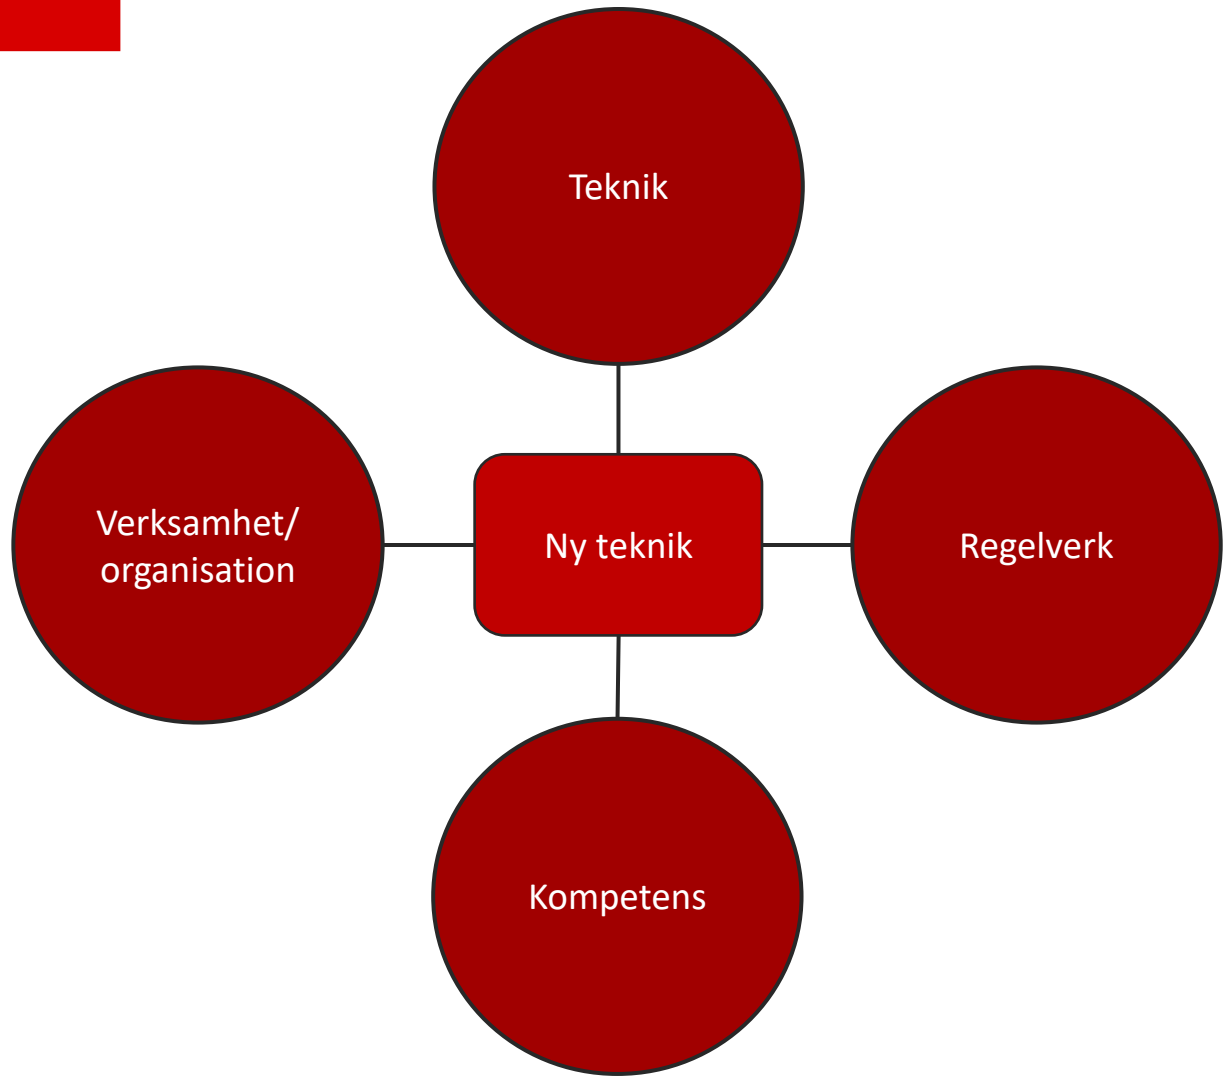 Teknik
Verksamhet/
organisation
Ny teknik
Regelverk
Kompetens